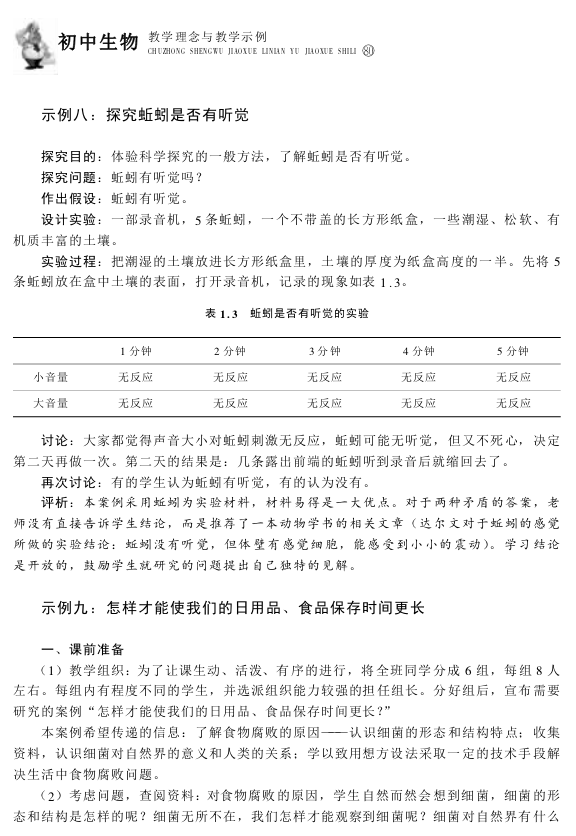 初中生物 教学理念与教学示例
CHUZHONG SHENGWU JIAOXUE LINIAN YU JIAOXUE SHILI 80
示例八：探究蚯蚓是否有听觉
探究目的：体验科学探究的一般方法，了解蚯蚓是否有听觉。
探究问题：蚯蚓有听觉吗？
作出假设：蚯蚓有听觉。
设计实验：一部录音机，5 条蚯蚓，一个不带盖的长方形纸盒，一些潮湿、松软、有
机质丰富的土壤。
实验过程：把潮湿的土壤放进长方形纸盒里，土壤的厚度为纸盒高度的一半。先将 5
条蚯蚓放在盒中土壤的表面，打开录音机，记录的现象如表 1.3。
表 1.3 蚯蚓是否有听觉的实验
1 分钟 2 分钟 3 分钟 4 分钟 5 分钟
小音量 无反应 无反应 无反应 无反应 无反应
大音量 无反应 无反应 无反应 无反应 无反应
讨论：大家都觉得声音大小对蚯蚓刺激无反应，蚯蚓可能无听觉，但又不死心，决定
第二天再做一次。第二天的结果是：几条露出前端的蚯蚓听到录音后就缩回去了。
再次讨论：有的学生认为蚯蚓有听觉，有的认为没有。
评析：本案例采用蚯蚓为实验材料，材料易得是一大优点。对于两种矛盾的答案，老
师没有直接告诉学生结论，而是推荐了一本动物学书的相关文章（达尔文对于蚯蚓的感觉
所做的实验结论：蚯蚓没有听觉，但体壁有感觉细胞，能感受到小小的震动）。学习结论
是开放的，鼓励学生就研究的问题提出自己独特的见解。
示例九：怎样才能使我们的日用品、食品保存时间更长
一、课前准备
（1）教学组织：为了让课生动、活泼、有序的进行，将全班同学分成 6 组，每组 8 人
左右。每组内有程度不同的学生，并选派组织能力较强的担任组长。分好组后，宣布需要
研究的案例“怎样才能使我们的日用品、食品保存时间更长？”
本案例希望传递的信息：了解食物腐败的原因——认识细菌的形态和结构特点；收集
资料，认识细菌对自然界的意义和人类的关系；学以致用想方设法采取一定的技术手段解
决生活中食物腐败问题。
（2）考虑问题，查阅资料：对食物腐败的原因，学生自然而然会想到细菌，细菌的形
态和结构是怎样的呢？细菌无所不在，我们怎样才能观察到细菌呢？细菌对自然界有什么